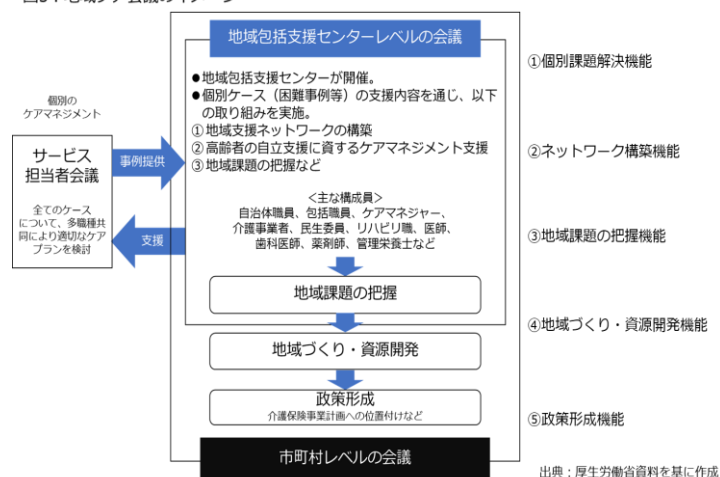 地域包括支援センターレベルの会議
●地域包括支援センターが開催。
●個別ケース（困難事例等）の支援内容を通じ、以下
の取り組みを実施。
①地域支援ネットワークの構築
②高齢者の自立支援に資するケアマネジメント支援
③地域課題の把握など
＜主な構成員＞
自治体職員、包括職員、ケアマネジャー、
介護事業者、民生委員、リハビリ職、医師、
歯科医師、薬剤師、管理栄養士など
地域課題の把握
地域づくり・資源開発
政策形成
介護保険事業計画への位置付けなど
市町村レベルの会議
個別の
ケアマネジメント
サービス
担当者会議
全てのケース
について、多職種共
同により適切なケア
プランを検討
事例提供
支援
①個別課題解決機能
②ネットワーク構築機能
③地域課題の把握機能
④地域づくり・資源開発機能
⑤政策形成機能
出典：厚生労働省資料を基に作成